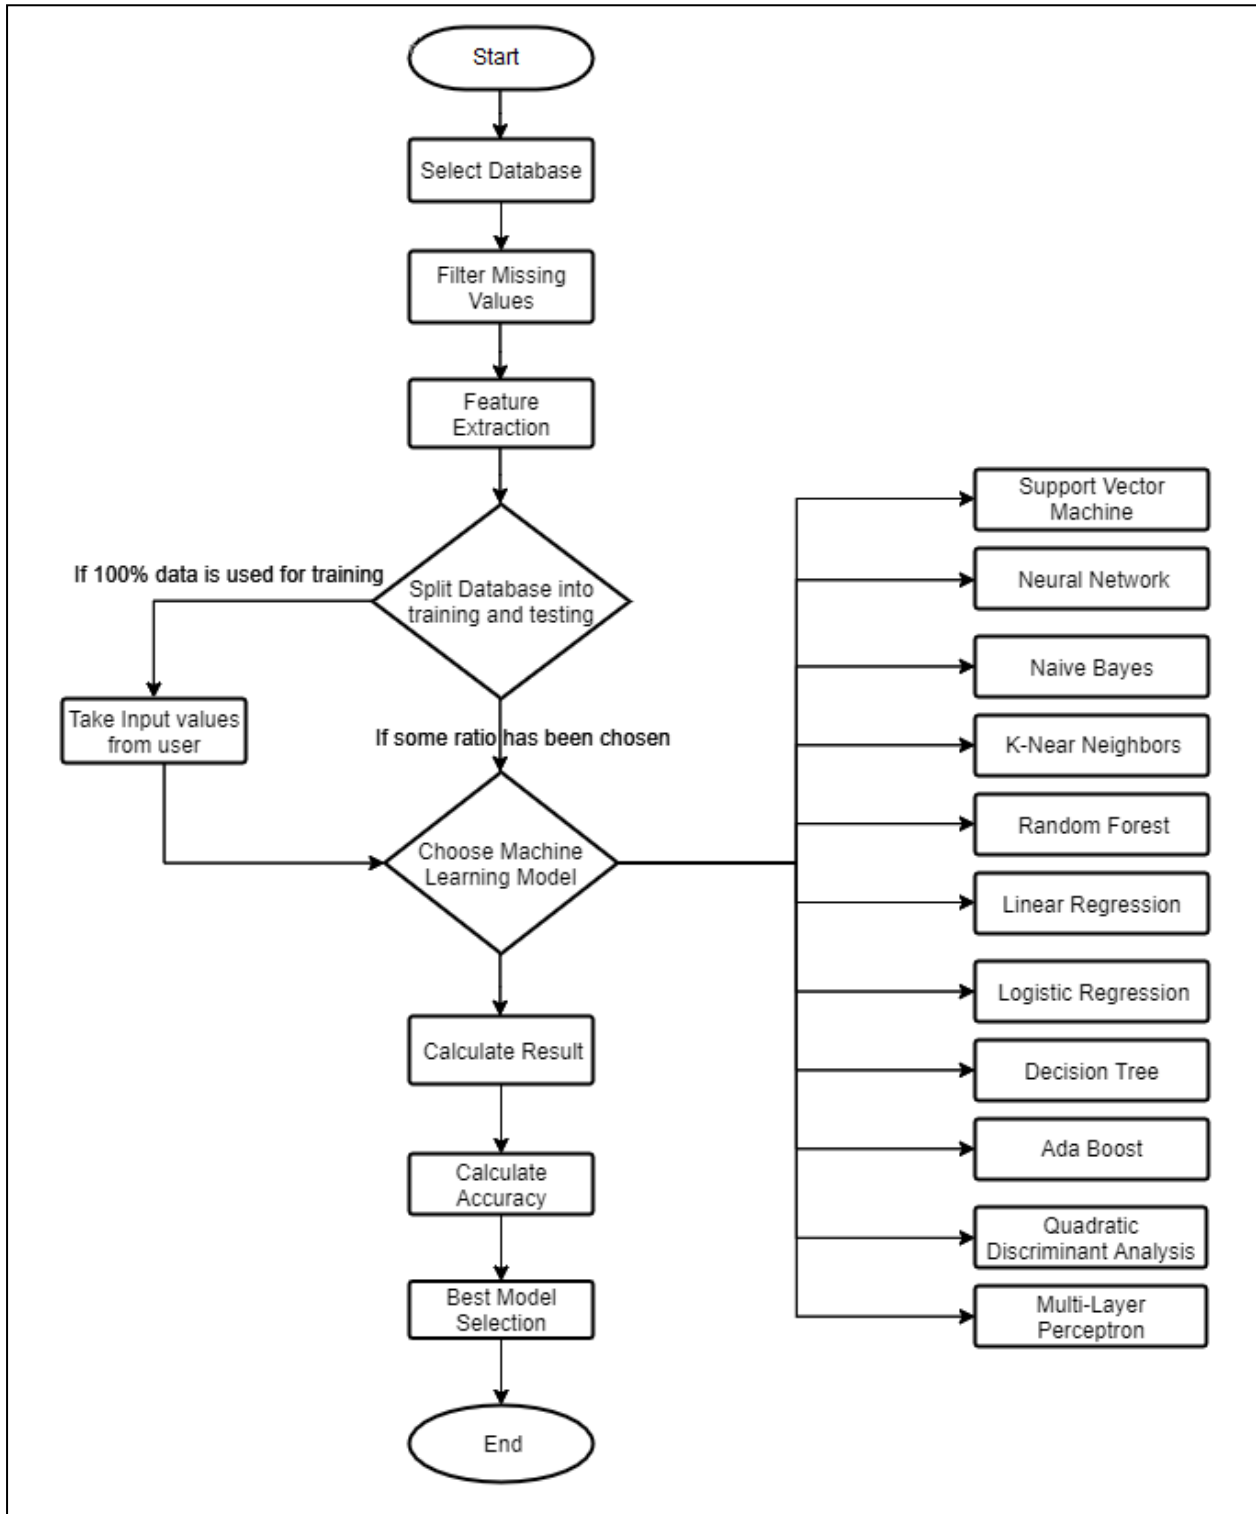 Start
Select Database
Filter Missing
Values
Feature
Extraction
If 100% data is used for training
Split Database into
training and testing
Take Input values
from user
If some ratio has been chosen
Choose Machine
Learning Model
Calculate Result
Calculate
Accuracy
Best Model
Selection
End
Support Vector
Machine
Neural Network
Naive Bayes
K-Near Neighbors
Random Forest
Linear Regression
Logistic Regression
Decision Tree
Ada Boost
Quadratic
Discriminant Analysis
Multi-Layer
Perceptron